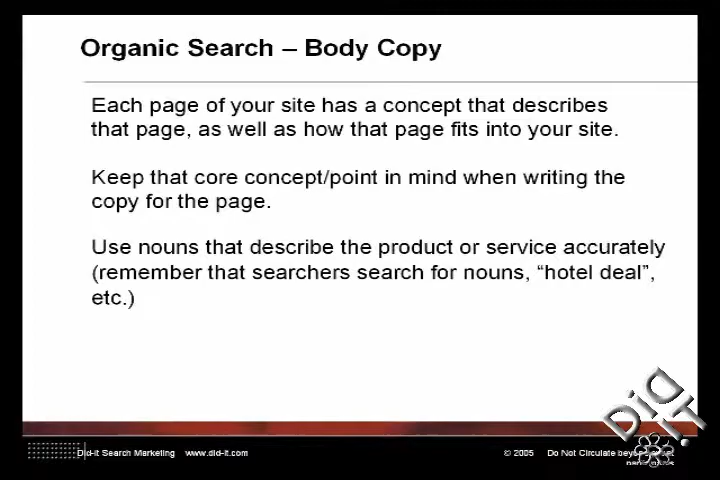 Organic Search – Body Copy
Each page of your site has a concept that describes
that page, as well as how that page fits into your site.
Keep that core concept/point in mind when writing the
copy for the page.
Use nouns that describe the product or service accurately
(remember that searchers search for nouns, “hotel deal”,
etc.)
Did it
Did-it Search Marketing www.did-it.com
© 2005 Do Not Circulate